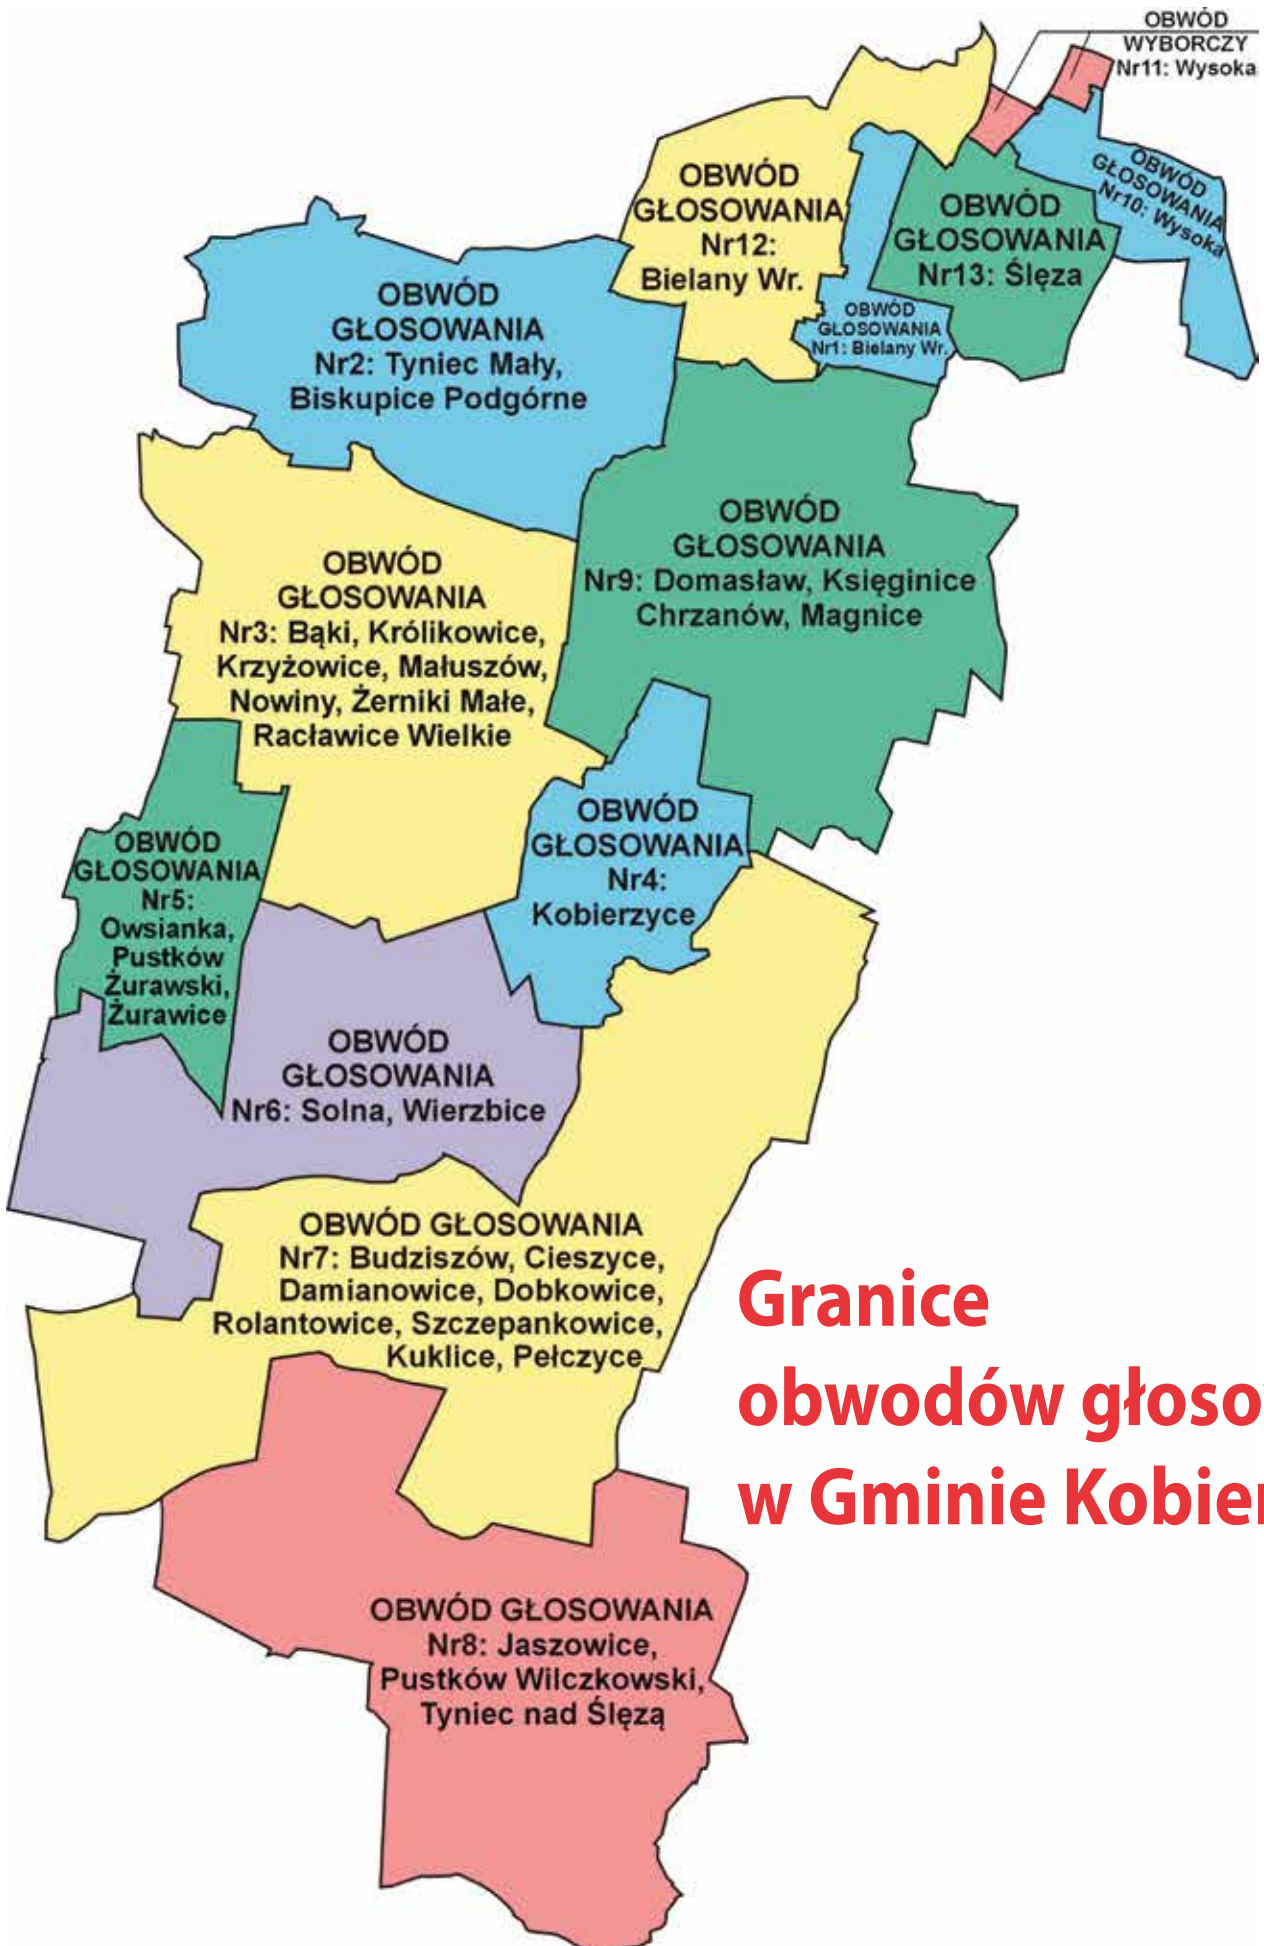 OBWÓD
WYBORCZY
Nr11: Wysoka
OBWÓD
GŁOSOWANIA
Nr10: Wysoka
OBWÓD
GŁOSOWANIA
Nr12:
Bielany Wr.
OBWÓD
GŁOSOWANIA
Nr13: Ślęza
OBWÓD
GŁOSOWANIA
Nr1: Bielany Wr.
OBWÓD
GŁOSOWANIA
Nr2: Tyniec Mały,
Biskupice Podgórne
OBWÓD
GŁOSOWANIA
Nr9: Domasław, Księginice
Chrzanów, Magnice
OBWÓD
GŁOSOWANIA
Nr3: Bąki, Królikowice,
Krzyżowice, Małuszów,
Nowiny, Żerniki Małe,
Racławice Wielkie
OBWÓD
GŁOSOWANIA
Nr4:
Kobierzyce
OBWÓD
GŁOSOWANIA
Nr5:
Owsianka,
Pustków
Żurawski,
Żurawice
OBWÓD
GŁOSOWANIA
Nr6: Solna, Wierzbice
OBWÓD GŁOSOWANIA
Nr7: Budziszów, Cieszyce,
Damianowice, Dobkowice,
Rolantowice, Szczepankowice,
Kuklice, Pełczyce
Granice
obwodów głoso
w Gminie Kobier
OBWÓD GŁOSOWANIA
Nr8: Jaszowice,
Pustków Wilczkowski,
Tyniec nad Ślęzą